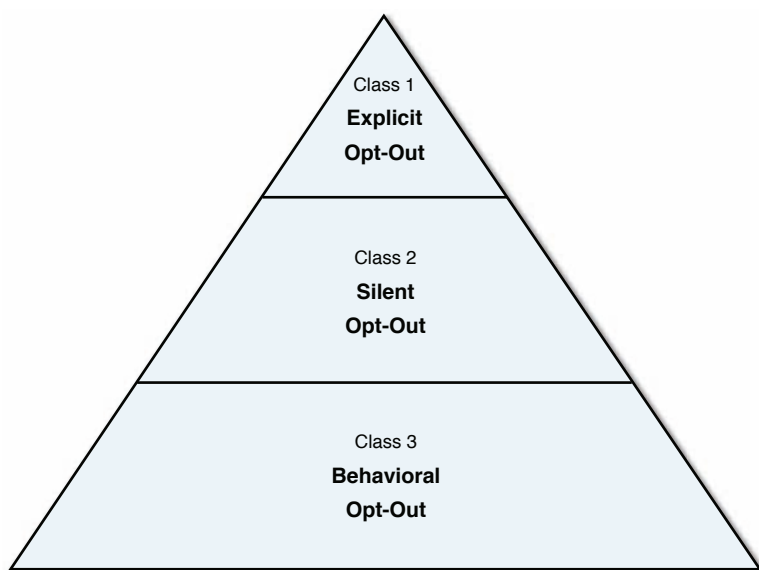 Class 1
Explicit
Opt-Out
Class 2
Silent
Opt-Out
Class 3
Behavioral
Opt-Out